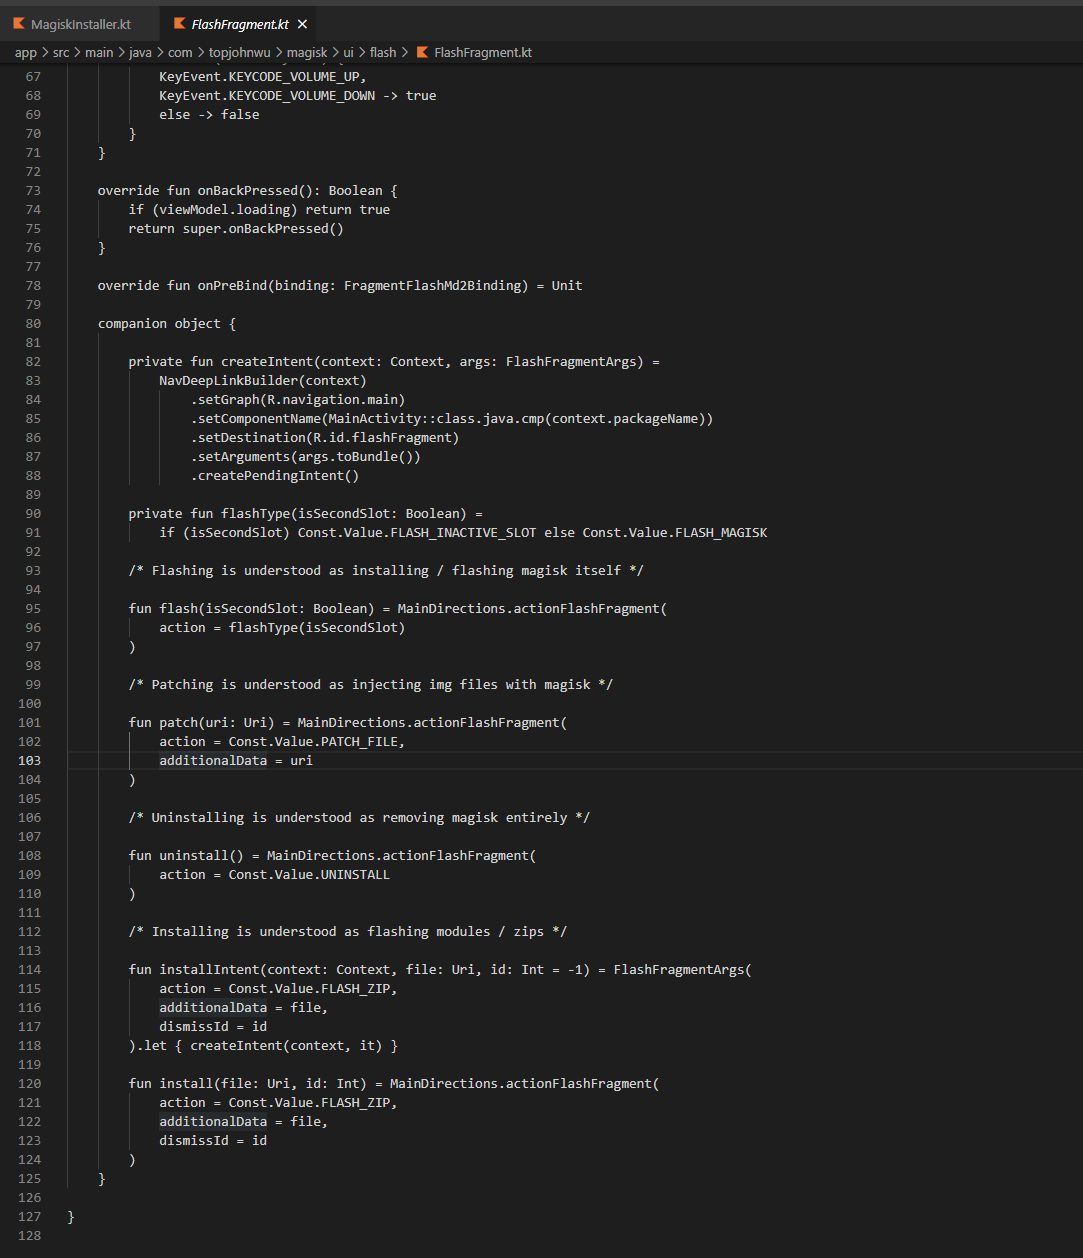 MagiskInstaller.kt
FlashFragment.kt ×
app > src > main > java > com > topjohnwu > magisk > ui > flash > FlashFragment.kt
67 KeyEvent.KEYCODE_VOLUME_UP,
68 KeyEvent.KEYCODE_VOLUME_DOWN -> true
69 else -> false
70 }
71 }
72
73 override fun onBackPressed(): Boolean {
74 if (viewModel.loading) return true
75 return super.onBackPressed()
76 }
77
78 override fun onPreBind(binding: FragmentFlashMd2Binding) = Unit
79
80 companion object {
81
82 private fun createIntent(context: Context, args: FlashFragmentArgs) =
83 NavDeepLinkBuilder(context)
84 .setGraph(R.navigation.main)
85 .setComponentName(MainActivity::class.java.cmp(context.packageName))
86 .setDestination(R.id.flashFragment)
87 .setArguments(args.toBundle())
88 .createPendingIntent()
89
90 private fun flashType(isSecondSlot: Boolean) =
91 if (isSecondSlot) Const.Value.FLASH_INACTIVE_SLOT else Const.Value.FLASH_MAGISK
92
93 /* Flashing is understood as installing / flashing magisk itself */
94
95 fun flash(isSecondSlot: Boolean) = MainDirections.actionFlashFragment(
96 action = flashType(isSecondSlot)
97 )
98
99 /* Patching is understood as injecting img files with magisk */
100
101 fun patch(uri: Uri) = MainDirections.actionFlashFragment(
102 action = Const.Value.PATCH_FILE,
103 additionalData = uri
104 )
105
106 /* Uninstalling is understood as removing magisk entirely */
107
108 fun uninstall() = MainDirections.actionFlashFragment(
109 action = Const.Value.UNINSTALL
110 )
111
112 /* Installing is understood as flashing modules / zips */
113
114 fun installIntent(context: Context, file: Uri, id: Int = -1) = FlashFragmentArgs(
115 action = Const.Value.FLASH_ZIP,
116 additionalData = file,
117 dismissId = id
118 ).let { createIntent(context, it) }
119
120 fun install(file: Uri, id: Int) = MainDirections.actionFlashFragment(
121 action = Const.Value.FLASH_ZIP,
122 additionalData = file,
123 dismissId = id
124 )
125 }
126
127 }
128